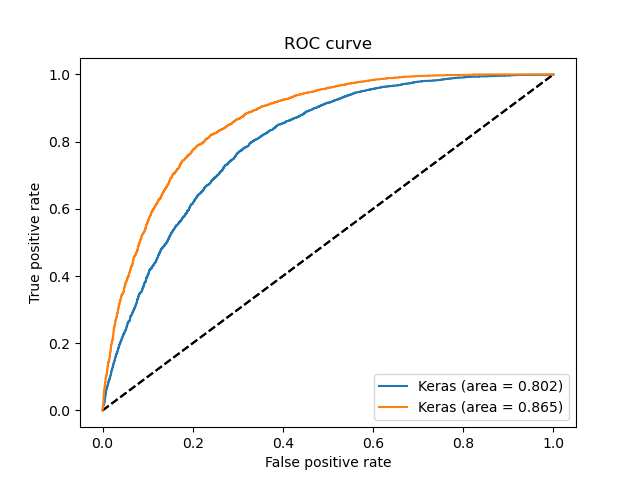 ROC curve
True positive rate
1.0
0.8
0.6
0.4
0.2
0.0
Keras (area = 0.802)
Keras (area = 0.865)
0.0 0.2 0.4 0.6 0.8 1.0
False positive rate